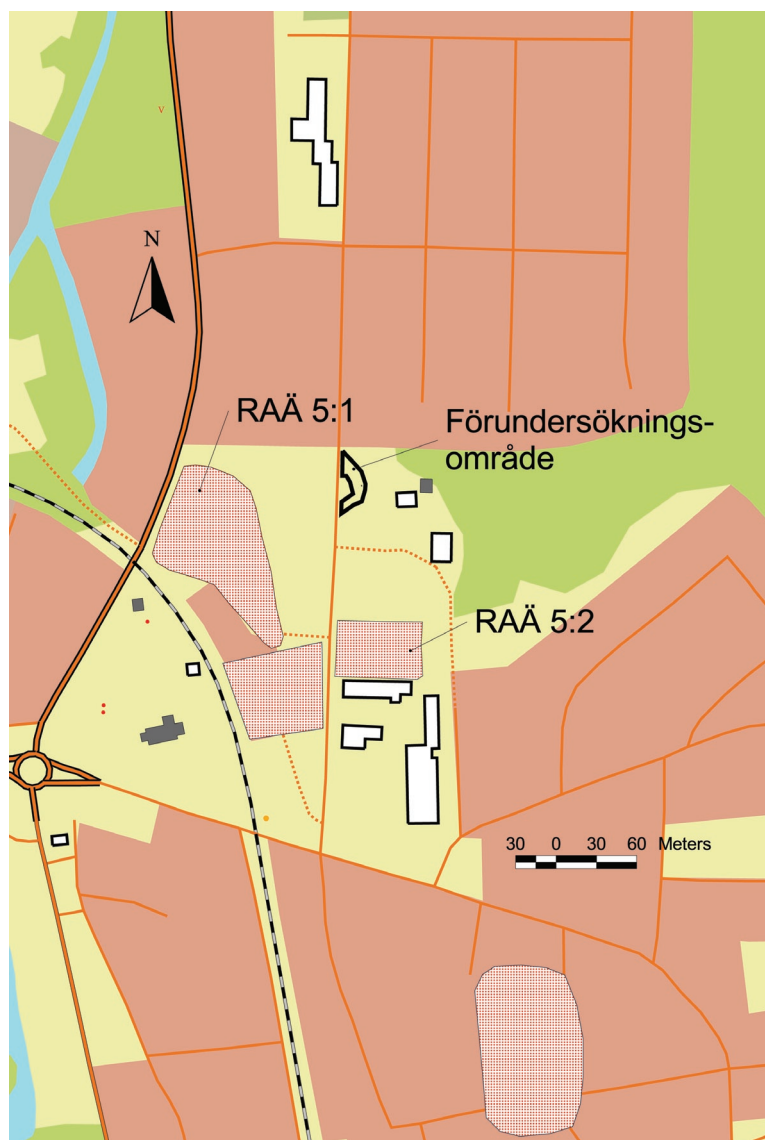 v
N
RAÄ 5:1
Förundersöknings-
område
RAÄ 5:2
30 0 30 60 Meters